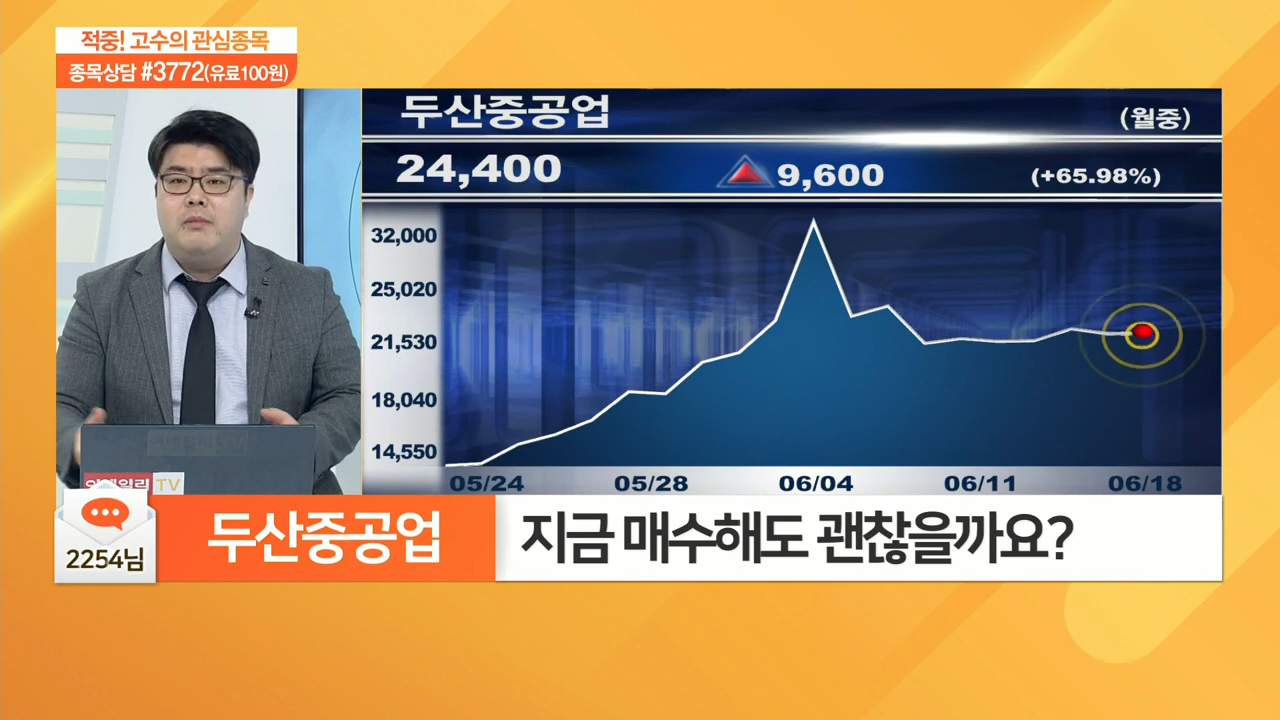 적중! 고수의 관심종목
종목상담 #3772(유료100원)
두산중공업
(월중)
24,400
9,600
(+65.98%)
32,000
25,020
21,530
18,040
14,550
05/24
05/28
06/04
06/11
06/18
TV
2254님
두산중공업
지금 매수해도 괜찮을까요?